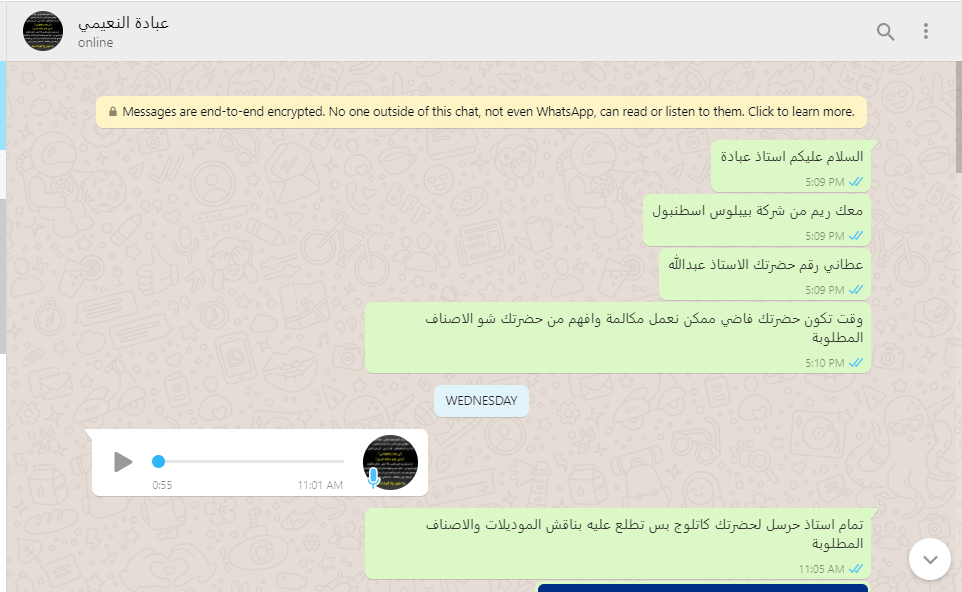 عبادة النعيمي
online
Messages are end-to-end encrypted. No one outside of this chat, not even WhatsApp, can read or listen to them. Click to learn more.
السلام عليكم استاذ عبادة
5:09 PM
معك ريم من شركة بيبلوس اسطنبول
5:09 PM
عطاني رقم حضرتك الاستاذ عبدالله
5:09 PM
وقت تكون حضرتك فاضي ممكن نعمل مكالمة وافهم من حضرتك شو الاصناف
المطلوبة
5:10 PM
WEDNESDAY
0:55
11:01 AM
تمام استاذ حرسل لحضرتك كاتلوج بس تطلع عليه بناقش الموديلات والاصناف
المطلوبة
11:05 AM